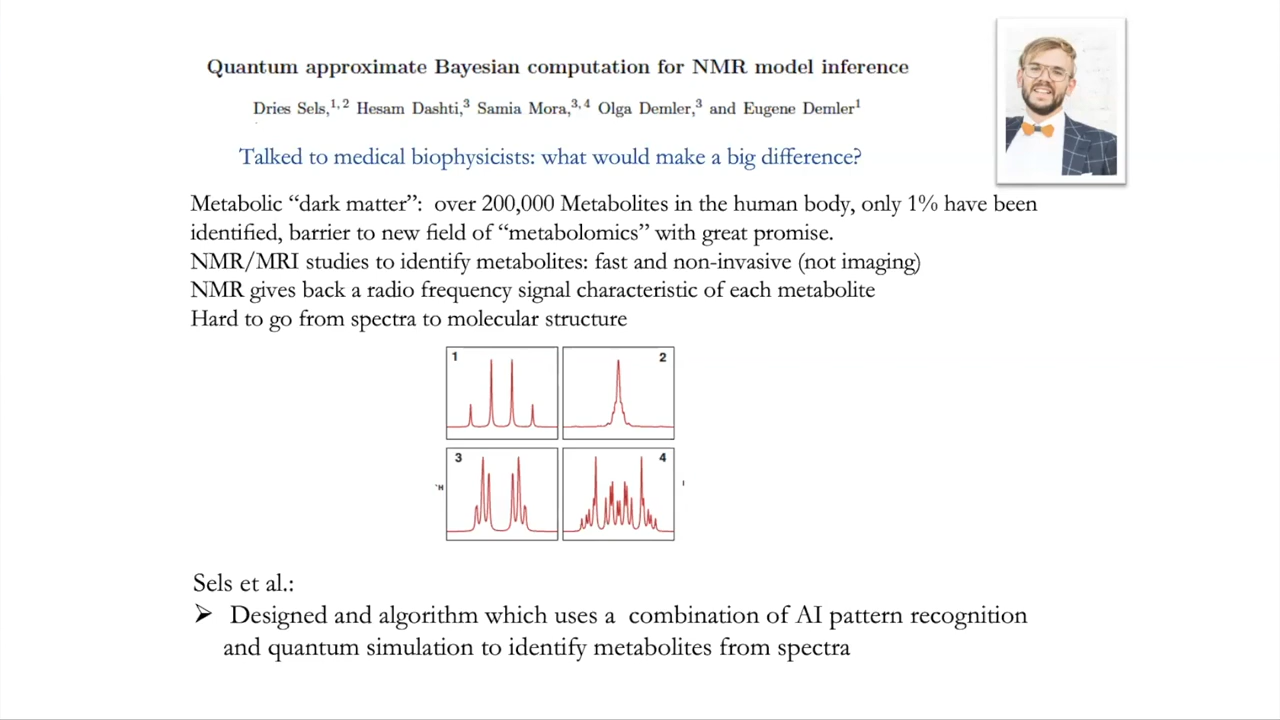 Quantum approximate Bayesian computation for NMR model inference
Dries Sels,1, 2 Hesam Dashti,3 Samia Mora,3, 4 Olga Demler,3 and Eugene Demler1
Talked to medical biophysicists: what would make a big difference?
Metabolic “dark matter”: over 200,000 Metabolites in the human body, only 1% have been
identified, barrier to new field of “metabolomics” with great promise.
NMR/MRI studies to identify metabolites: fast and non-invasive (not imaging)
NMR gives back a radio frequency signal characteristic of each metabolite
Hard to go from spectra to molecular structure
1
2
3
4
H
Sels et al.:
➢ Designed and algorithm which uses a combination of AI pattern recognition
and quantum simulation to identify metabolites from spectra